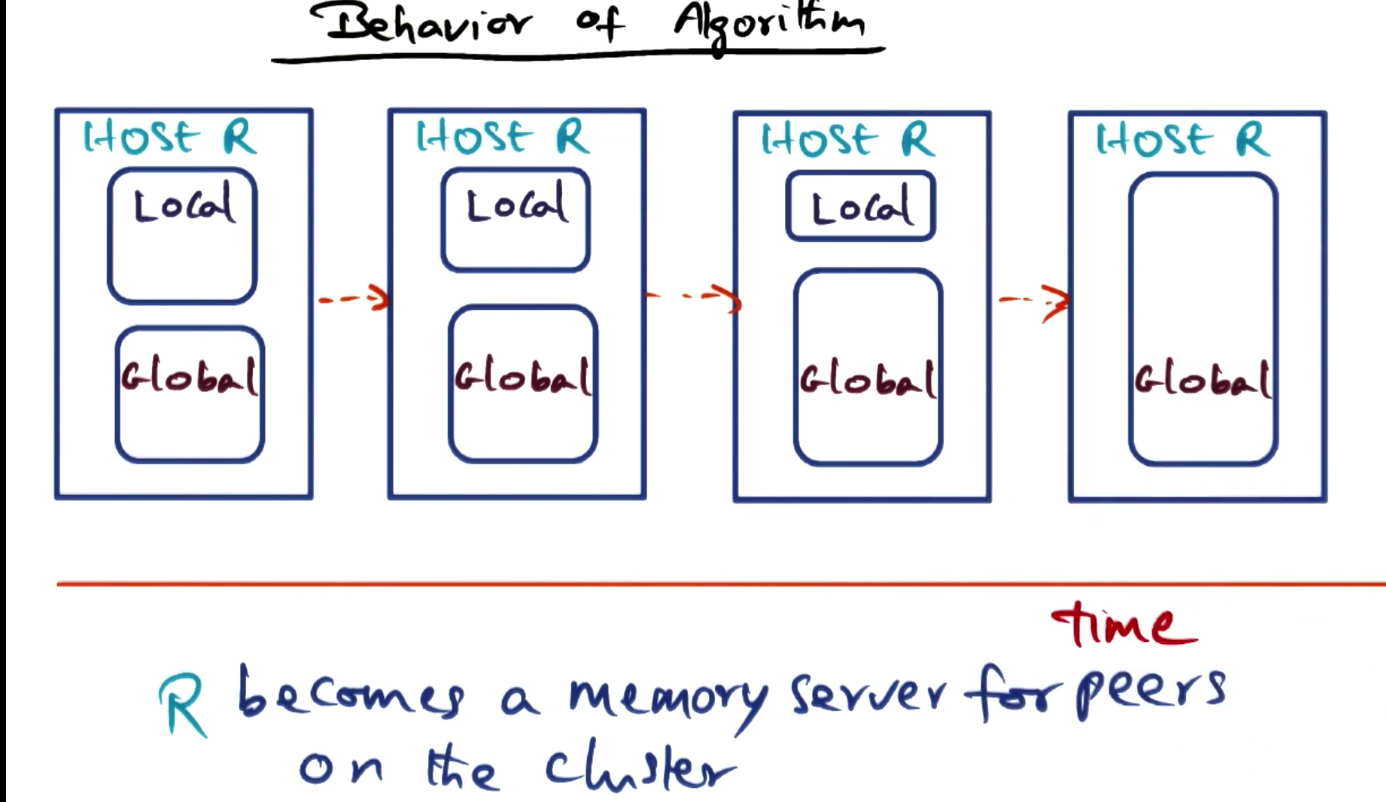 Behavior of Algorithm
Host R Host R Host R Host R
Local Local Local
Global Global Global Global
time
R becomes a memory server for peers
on the cluster